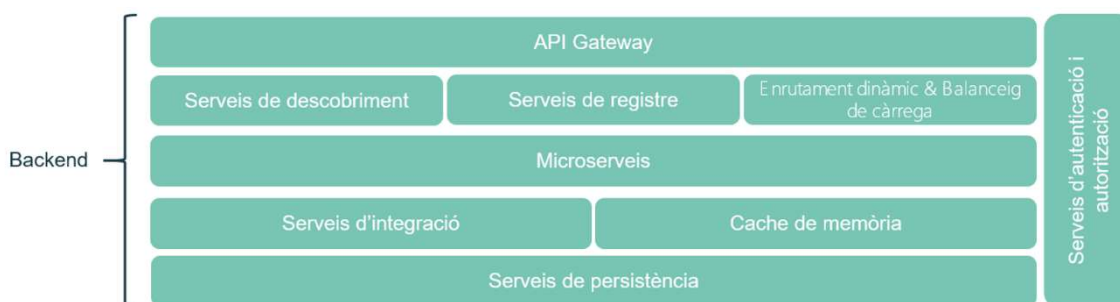 API Gateway
Serveis de descobriment
Serveis de registre
Enrutament dinàmic & Balanceig
de càrrega
Backend
Microserveis
Serveis d'integració
Cache de memòria
Serveis de persistència
Serveis d'autenticació i
autorització